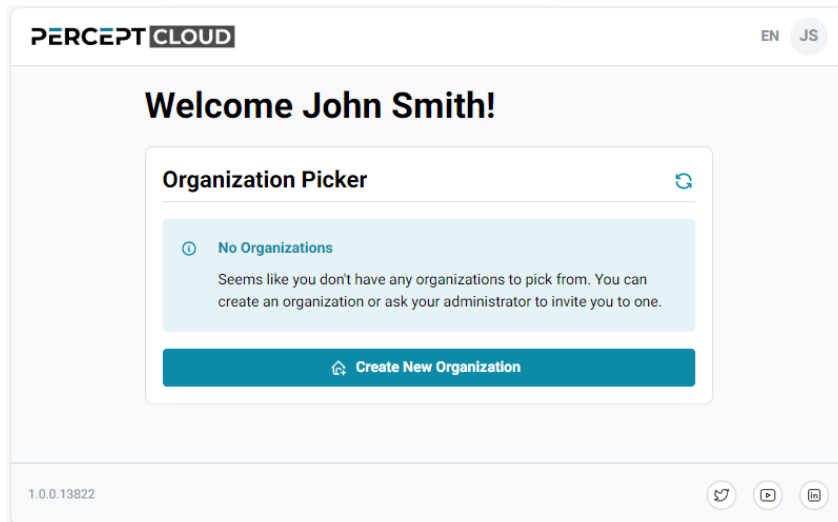 PERCEPT CLOUD
EN JS
Welcome John Smith!
Organization Picker
No Organizations
Seems like you don't have any organizations to pick from. You can
create an organization or ask your administrator to invite you to one.
Create New Organization
1.0.0.13822
in